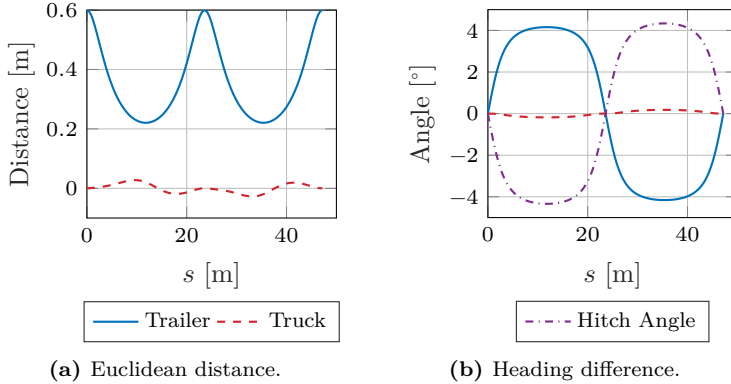 0.6
0.4
0.2
0
Distance [m]
0 20 40
s [m]
Trailer Truck
(a) Euclidean distance.
4
2
0
−2
−4
Angle [°]
0 20 40
s [m]
Hitch Angle
(b) Heading difference.